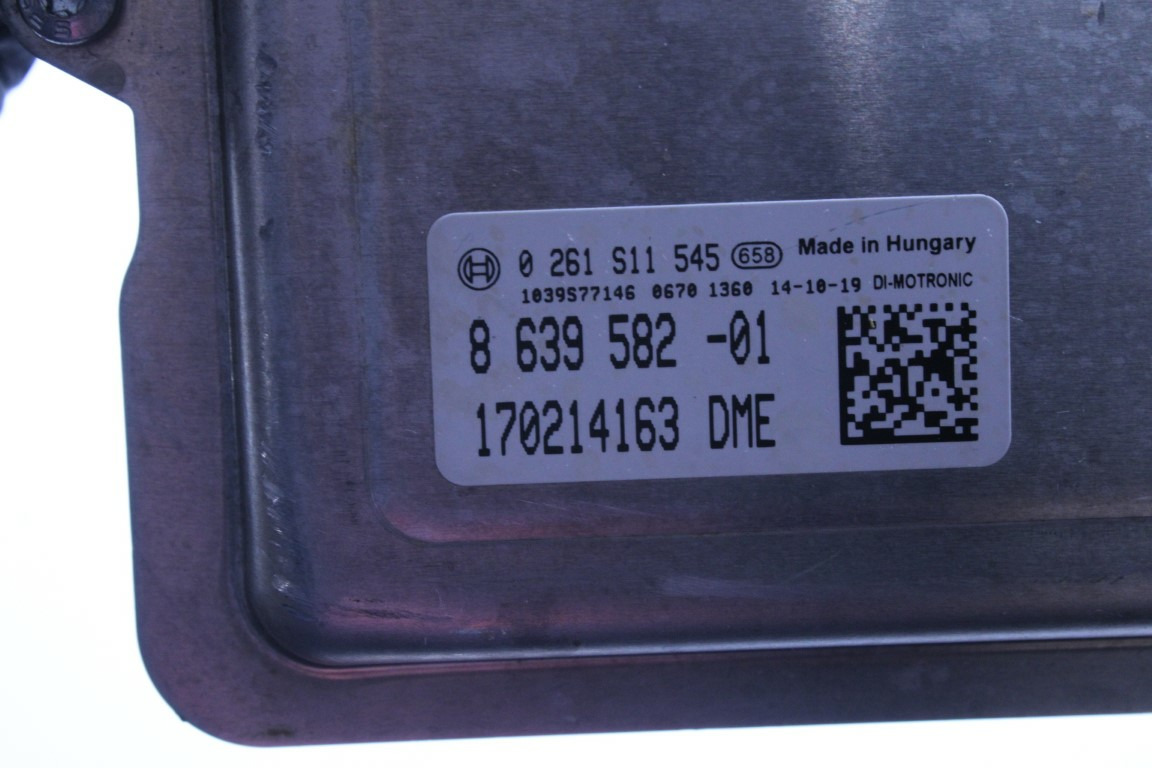 0 261 S11 545 658 Made in Hungary
1039S77146 0670 1360 14-10-19 DI-MOTRONIC
8 639 582 -01
170214163 DME